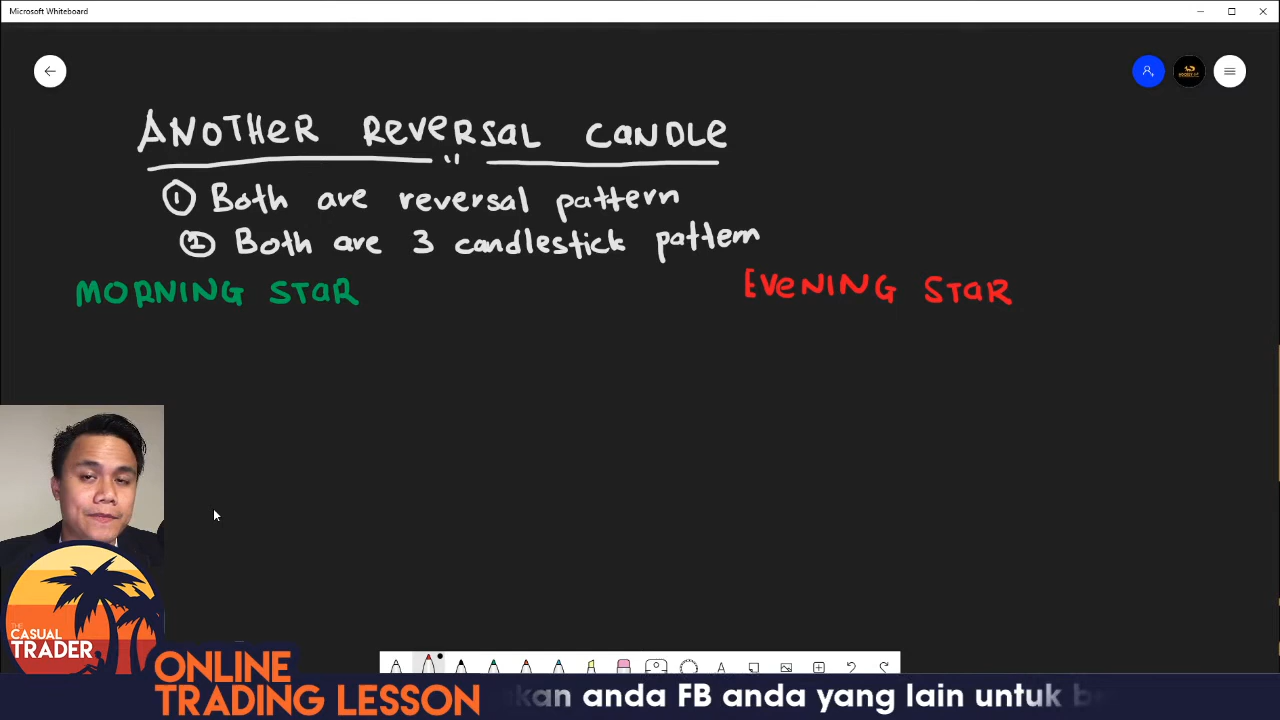 Microsoft Whiteboard
ANOTHER REVERSAL CANDLE
① Both are reversal pattern
② Both are 3 candlestick pattern
MORNING STAR
EVENING STAR
THE
CASUAL
TRADER
ONLINE
TRADING LESSON
anda FB anda yang lain untuk